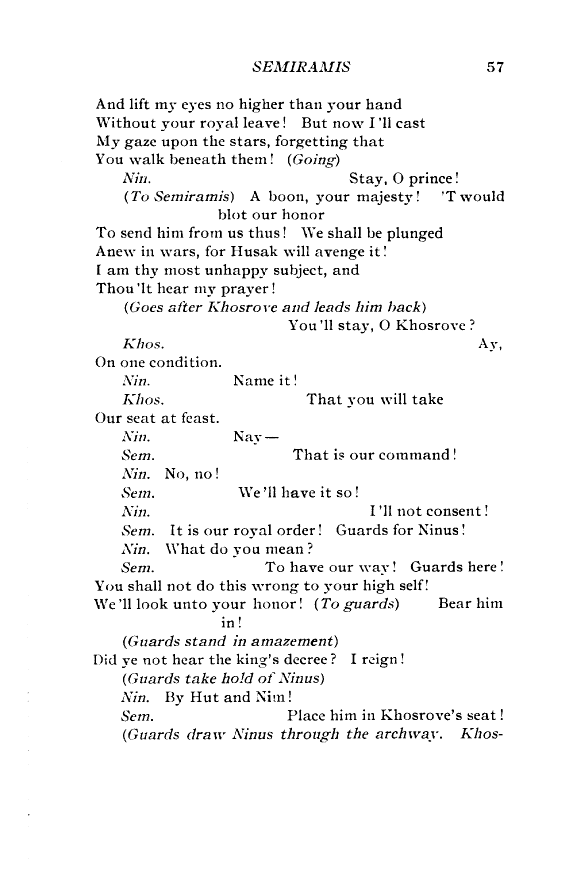 SEMIRAMIS 57
And lift my eyes no higher than your hand
Without your royal leave! But now I'll cast
My gaze upon the stars, forgetting that
You walk beneath them! (Going)
Nin. Stay, O prince!
(To Semiramis) A boon, your majesty! 'T would
blot our honor
To send him from us thus! We shall be plunged
Anew in wars, for Husak will avenge it!
I am thy most unhappy subject, and
Thou'lt hear my prayer!
(Goes after Khosrove and leads him back)
You'll stay, O Khosrove?
Khos. Ay,
On one condition.
Nin. Name it!
Khos. That you will take
Our seat at feast.
Nin. Nay—
Sem. That is our command!
Nin. No, no!
Sem. We'll have it so!
Nin. I'll not consent!
Sem. It is our royal order! Guards for Ninus!
Nin. What do you mean?
Sem. To have our way! Guards here!
You shall not do this wrong to your high self!
We'll look unto your honor! (To guards) Bear him
in!
(Guards stand in amazement)
Did ye not hear the king's decree? I reign!
(Guards take hold of Ninus)
Nin. By Hut and Nim!
Sem. Place him in Khosrove's seat!
(Guards draw Ninus through the archway. Khos-